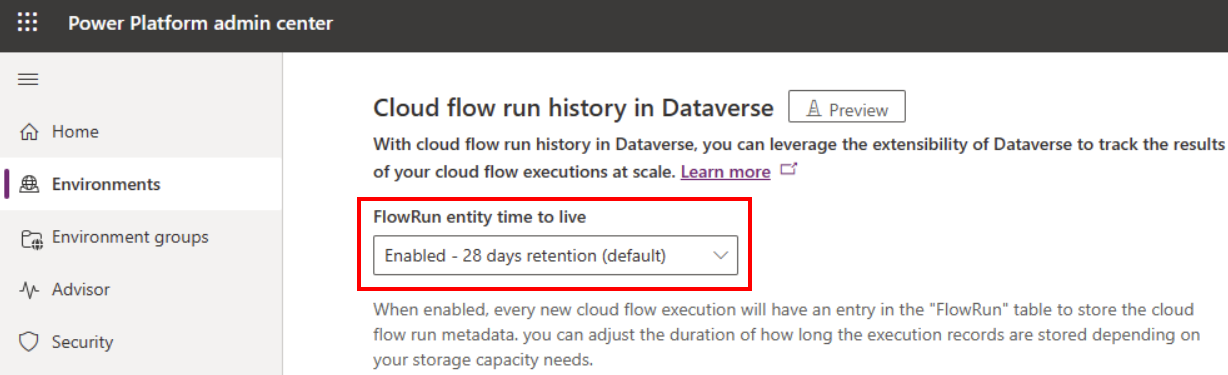 Power Platform admin center
Home
Environments
Environment groups
Advisor
Security
Cloud flow run history in Dataverse
Preview
With cloud flow run history in Dataverse, you can leverage the extensibility of Dataverse to track the results
of your cloud flow executions at scale. Learn more
FlowRun entity time to live
Enabled - 28 days retention (default)
When enabled, every new cloud flow execution will have an entry in the "FlowRun" table to store the cloud
flow run metadata. you can adjust the duration of how long the execution records are stored depending on
your storage capacity needs.